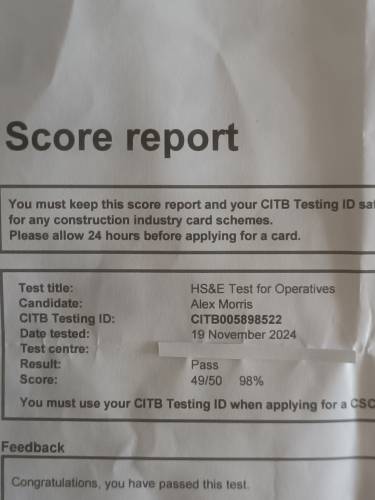 Score report
You must keep this score report and your CITB Testing ID
for any construction industry card schemes.
Please allow 24 hours before applying for a card.
Test title: HS&E Test for Operatives
Candidate: Alex Morris
CITB Testing ID: CITB005898522
Date tested: 19 November 2024
Test centre:
Result: Pass
Score: 49/50 98%
You must use your CITB Testing ID when applying for a
Feedback
Congratulations, you have passed this test.